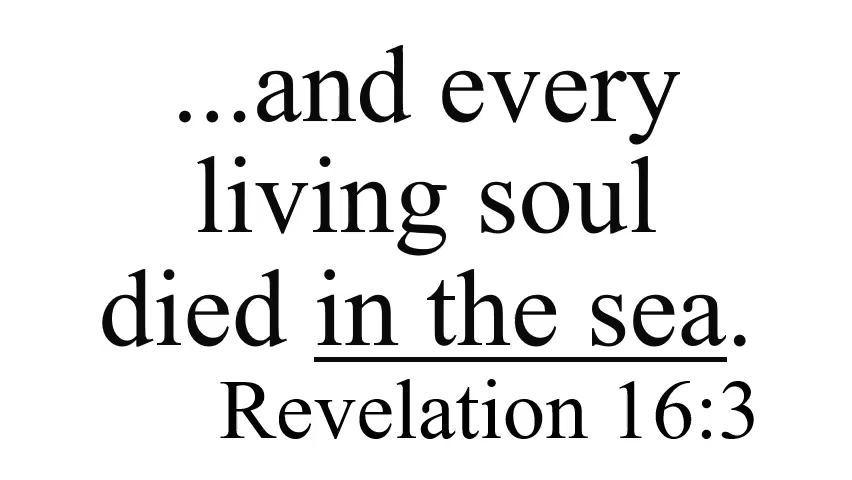 ...and every
living soul
died in the sea.
Revelation 16:3